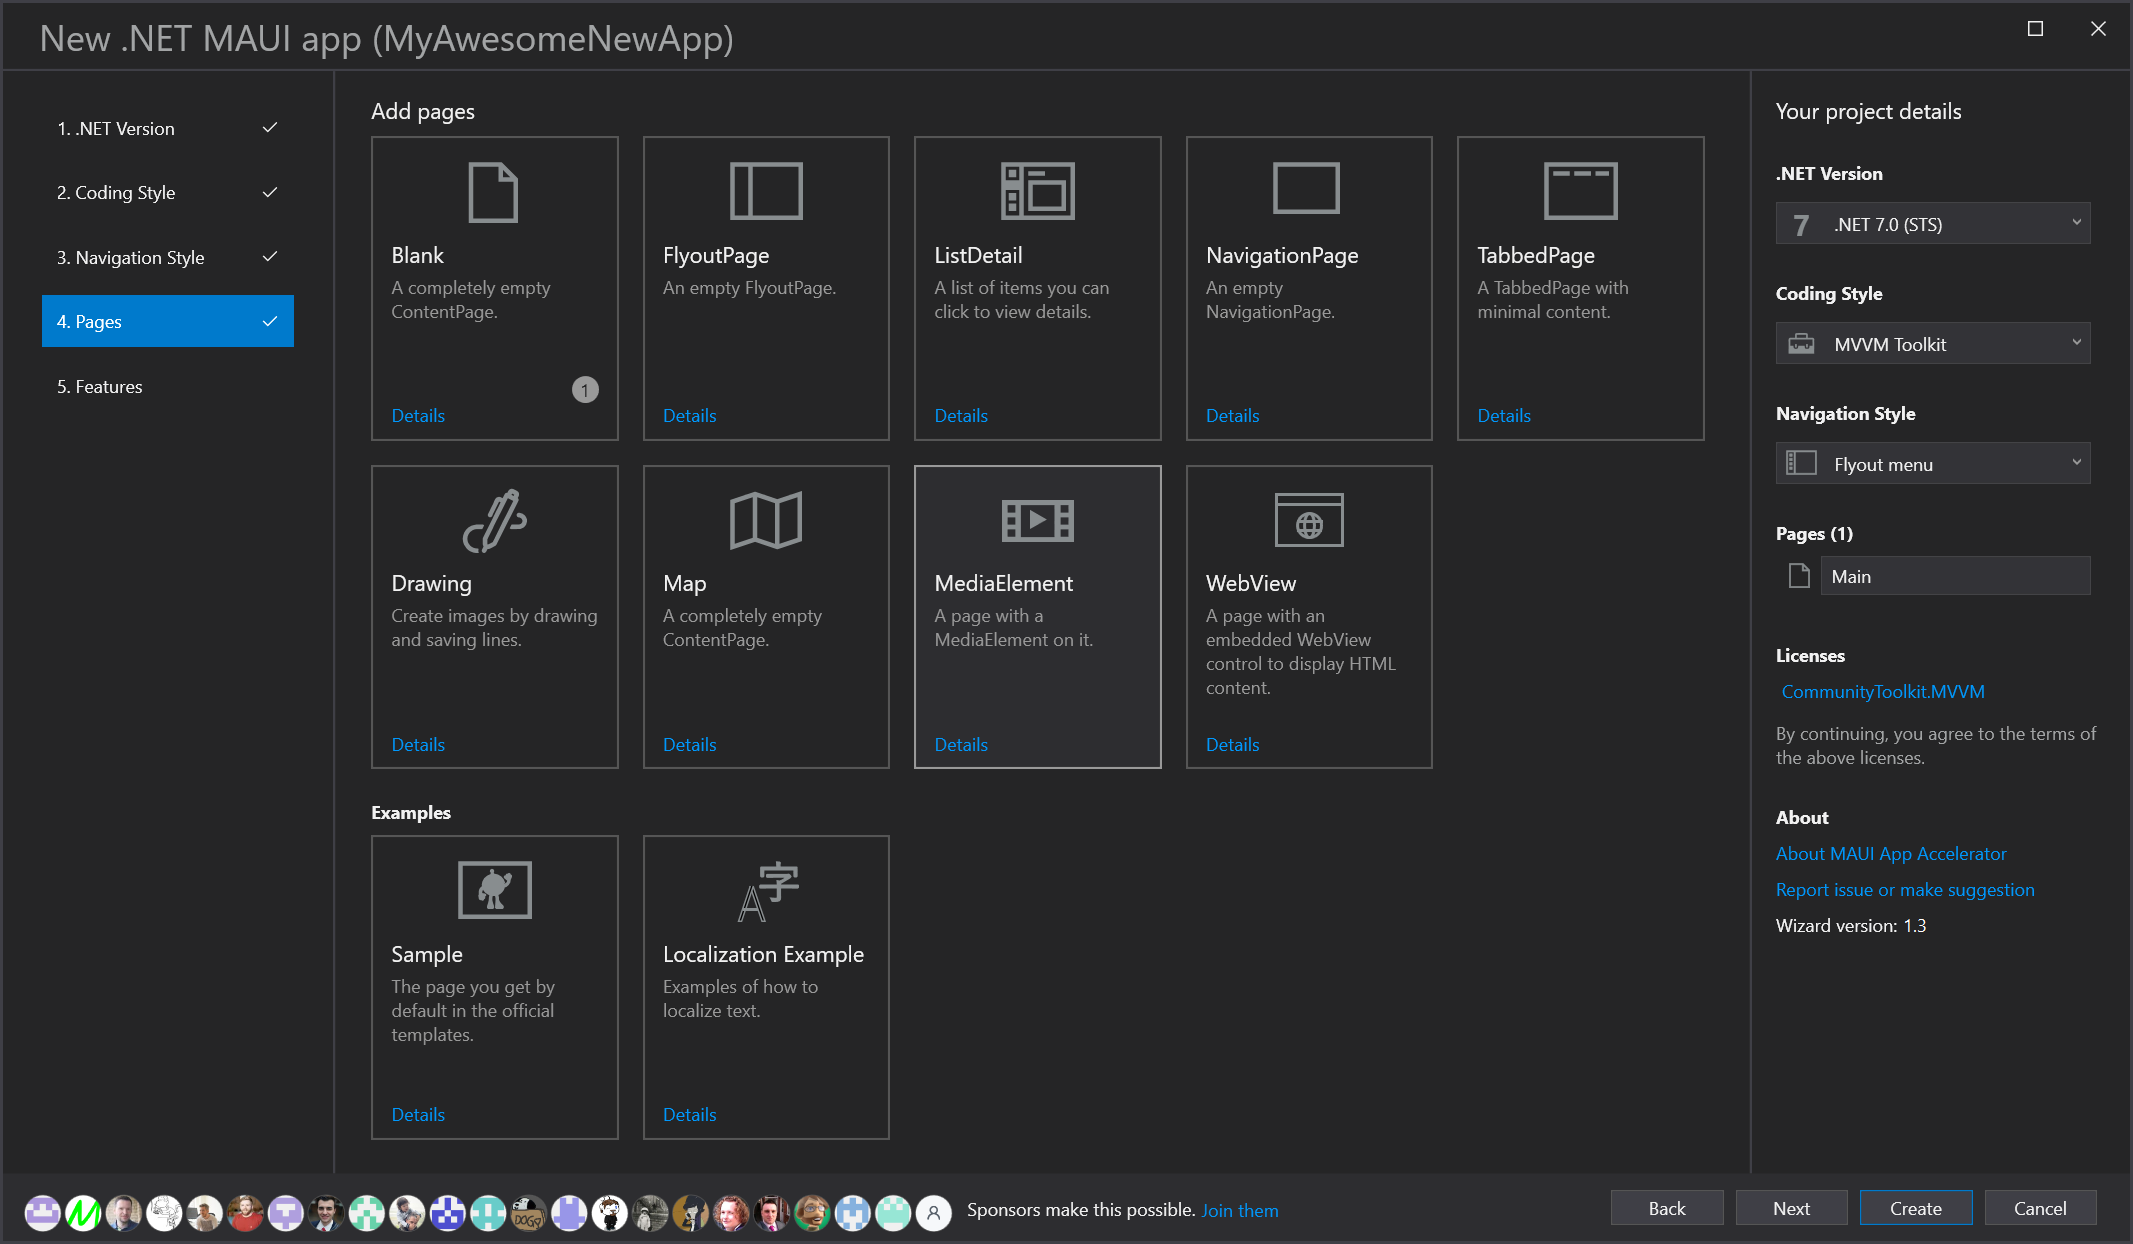 New .NET MAUI app (MyAwesomeNewApp)
1. .NET Version
2. Coding Style
3. Navigation Style
4. Pages
5. Features
Add pages
Blank
A completely empty
ContentPage.
1
Details
FlyoutPage
An empty FlyoutPage.
Details
ListDetail
A list of items you can
click to view details.
Details
NavigationPage
An empty
NavigationPage.
Details
TabbedPage
A TabbedPage with
minimal content.
Details
Drawing
Create images by drawing
and saving lines.
Details
Map
A completely empty
ContentPage.
Details
MediaElement
A page with a
MediaElement on it.
Details
WebView
A page with an
embedded WebView
control to display HTML
content.
Details
Examples
Sample
The page you get by
default in the official
templates.
Details
A字
Localization Example
Examples of how to
localize text.
Details
Your project details
.NET Version
7 .NET 7.0 (STS)
Coding Style
MVVM Toolkit
Navigation Style
Flyout menu
Pages (1)
Main
Licenses
CommunityToolkit.MVVM
By continuing, you agree to the terms of
the above licenses.
About
About MAUI App Accelerator
Report issue or make suggestion
Wizard version: 1.3
DOGG
Sponsors make this possible. Join them
Back
Next
Create
Cancel